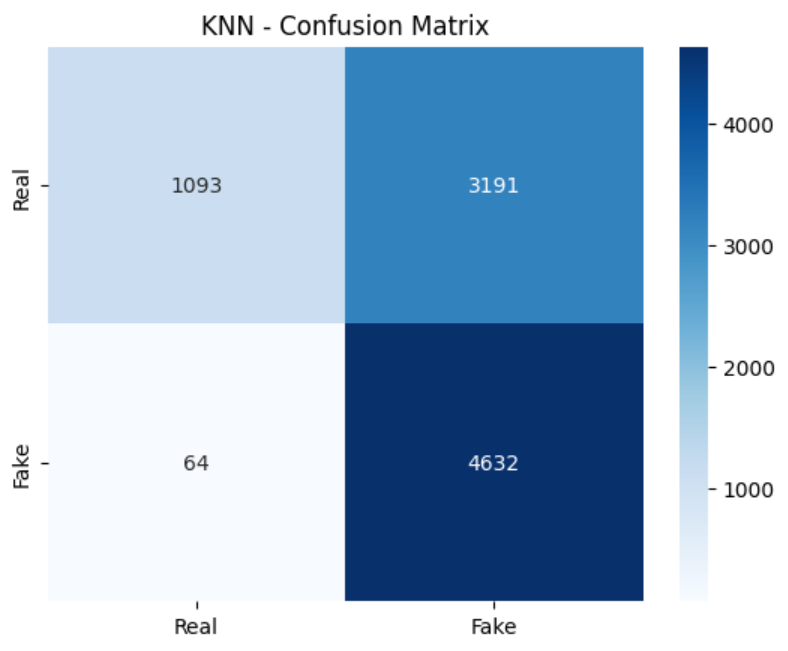 KNN - Confusion Matrix
Real
1093
3191
Fake
64
4632
Real
Fake
4000
3000
2000
1000